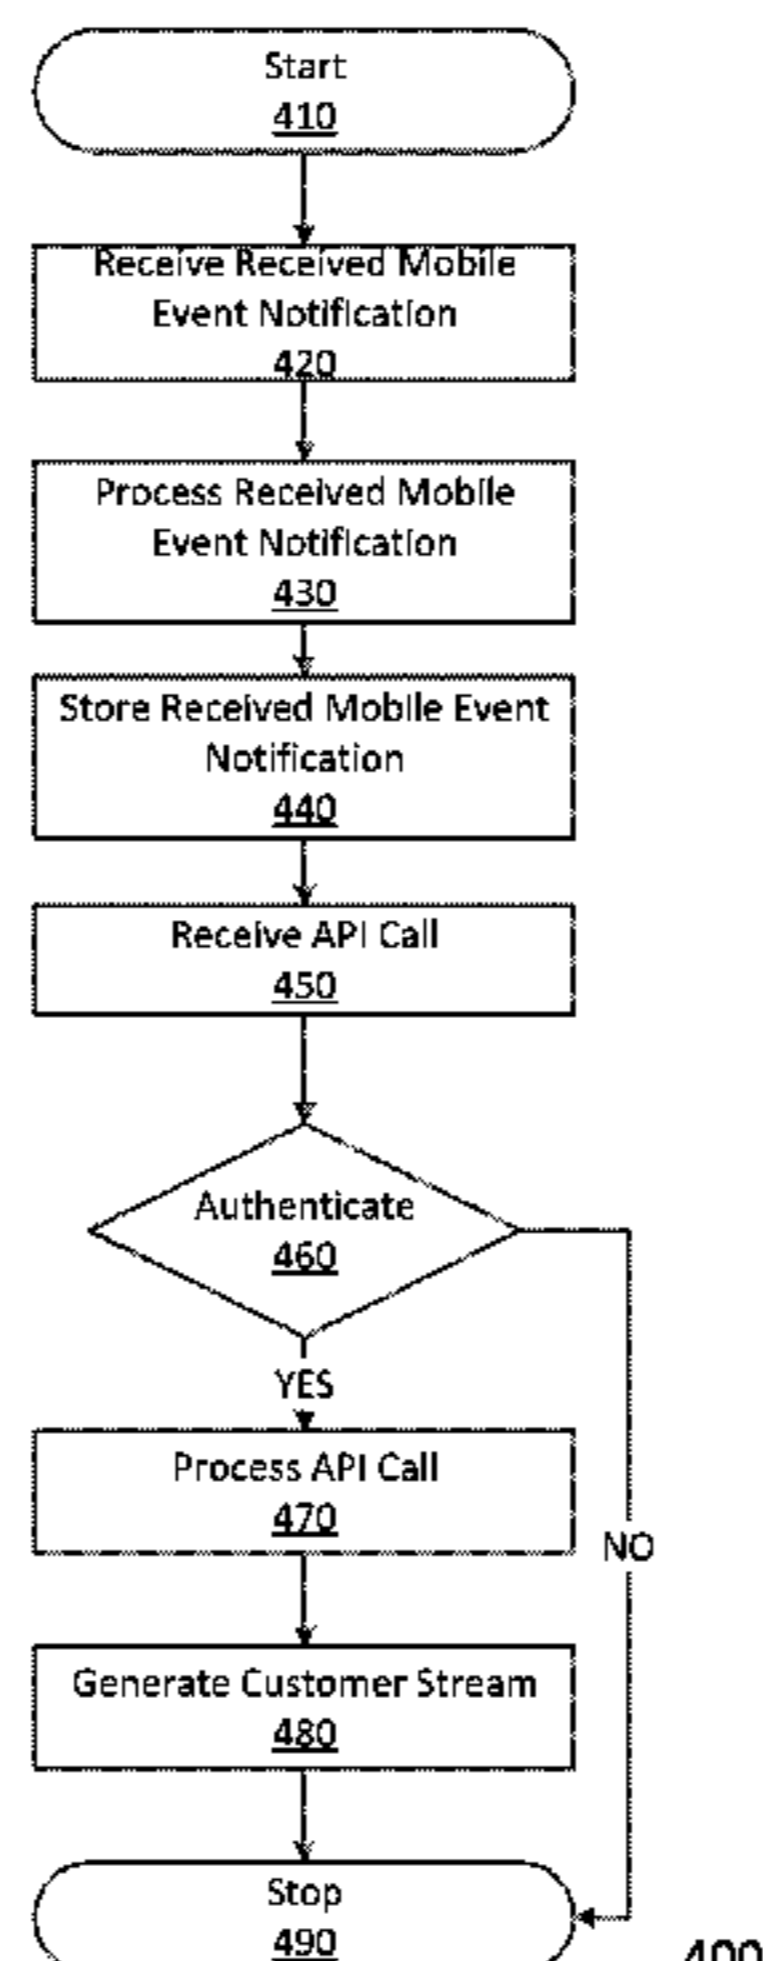 Start
410
Receive Received Mobile
Event Notification
420
Process Received Mobile
Event Notification
430
Store Received Mobile Event
Notification
440
Receive API Call
450
Authenticate
460
YES
Process API Call
470
NO
Generate Customer Stream
480
Stop
490
400